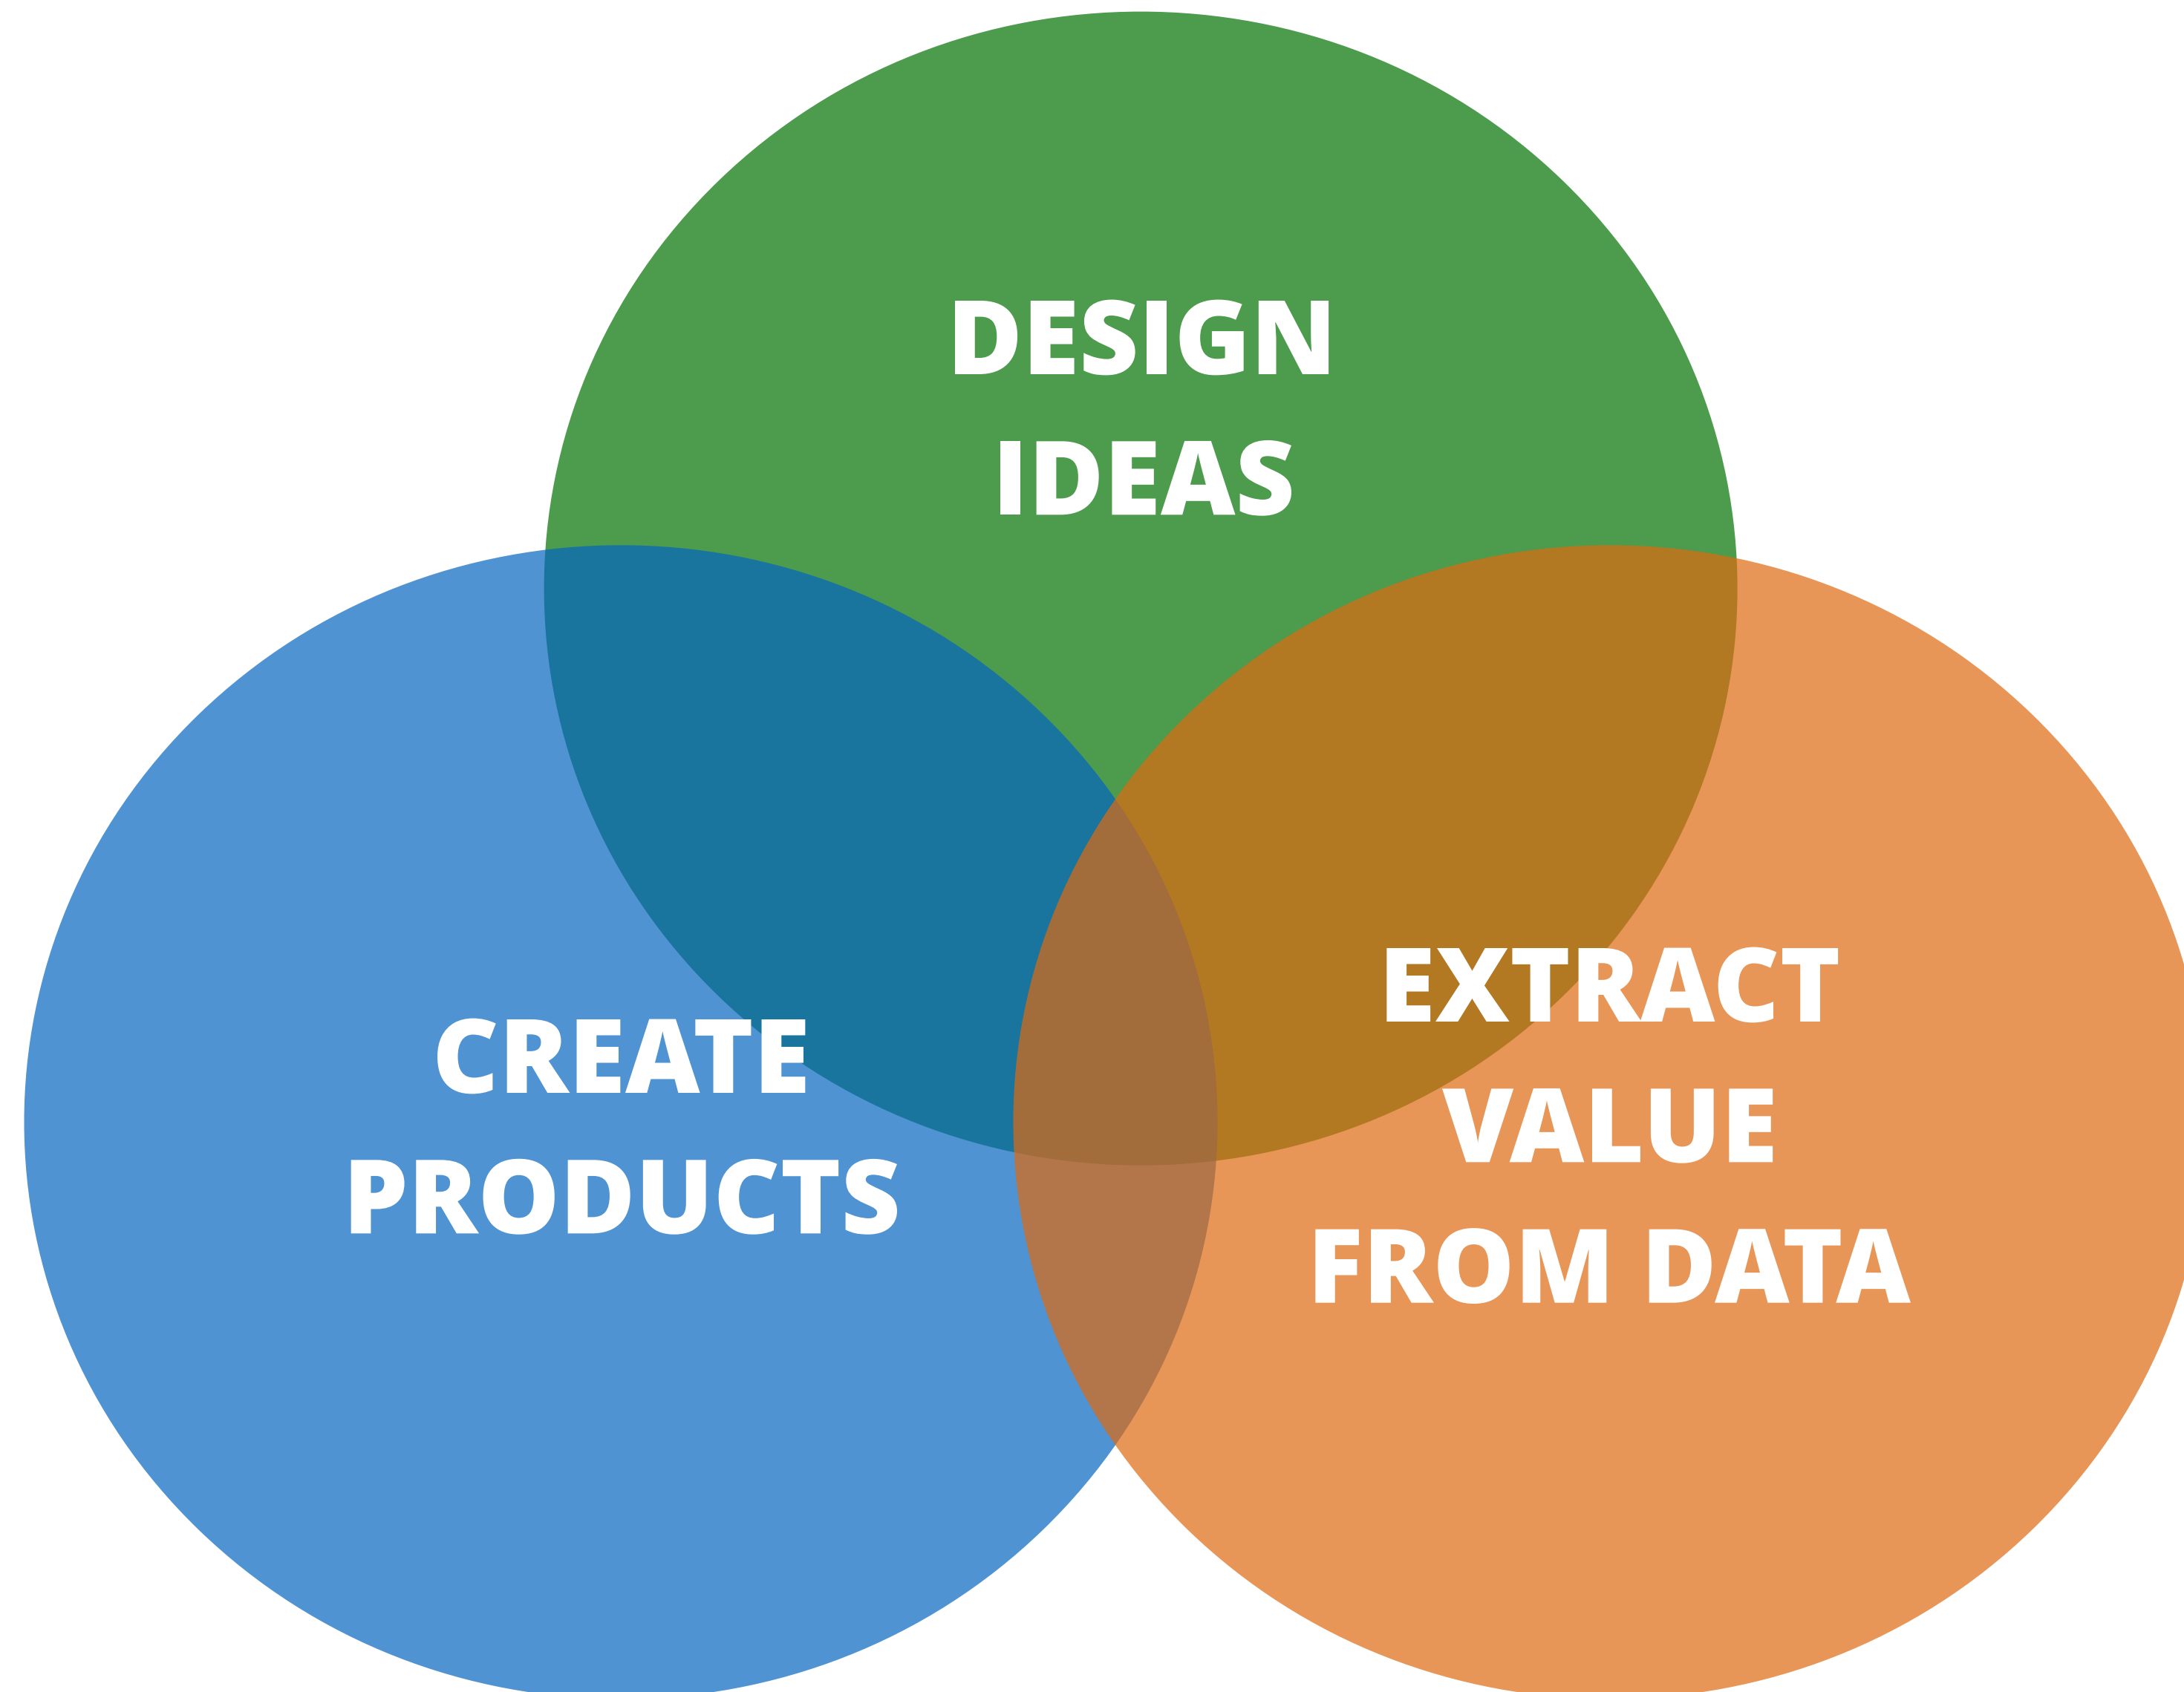 DESIGN
IDEAS
CREATE
PRODUCTS
EXTRACT
VALUE
FROM DATA